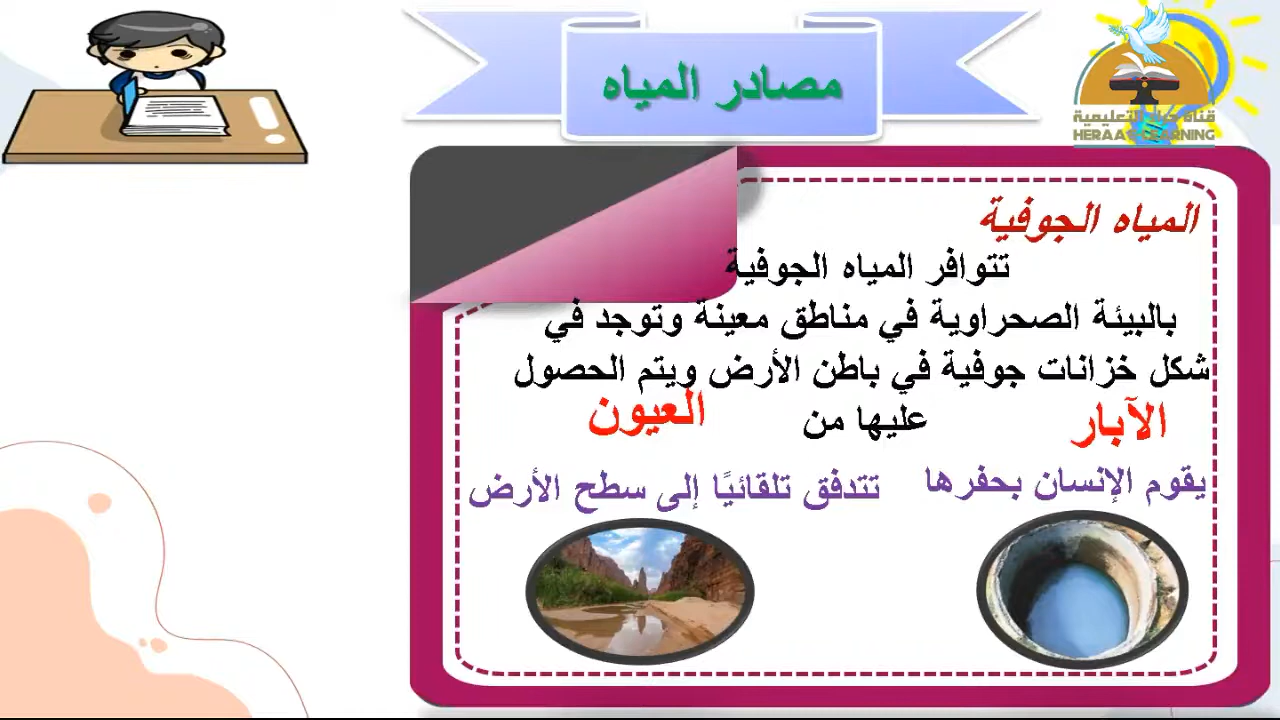 مصادر المياه
HERAA E-LEARNING
المياه الجوفية
تتوافر المياه الجوفية
بالبيئة الصحراوية في مناطق معينة وتوجد في
شكل خزانات جوفية في باطن الأرض ويتم الحصول
عليها من
الآبار
العيون
يقوم الإنسان بحفرها
تتدفق تلقائيًا إلى سطح الأرض